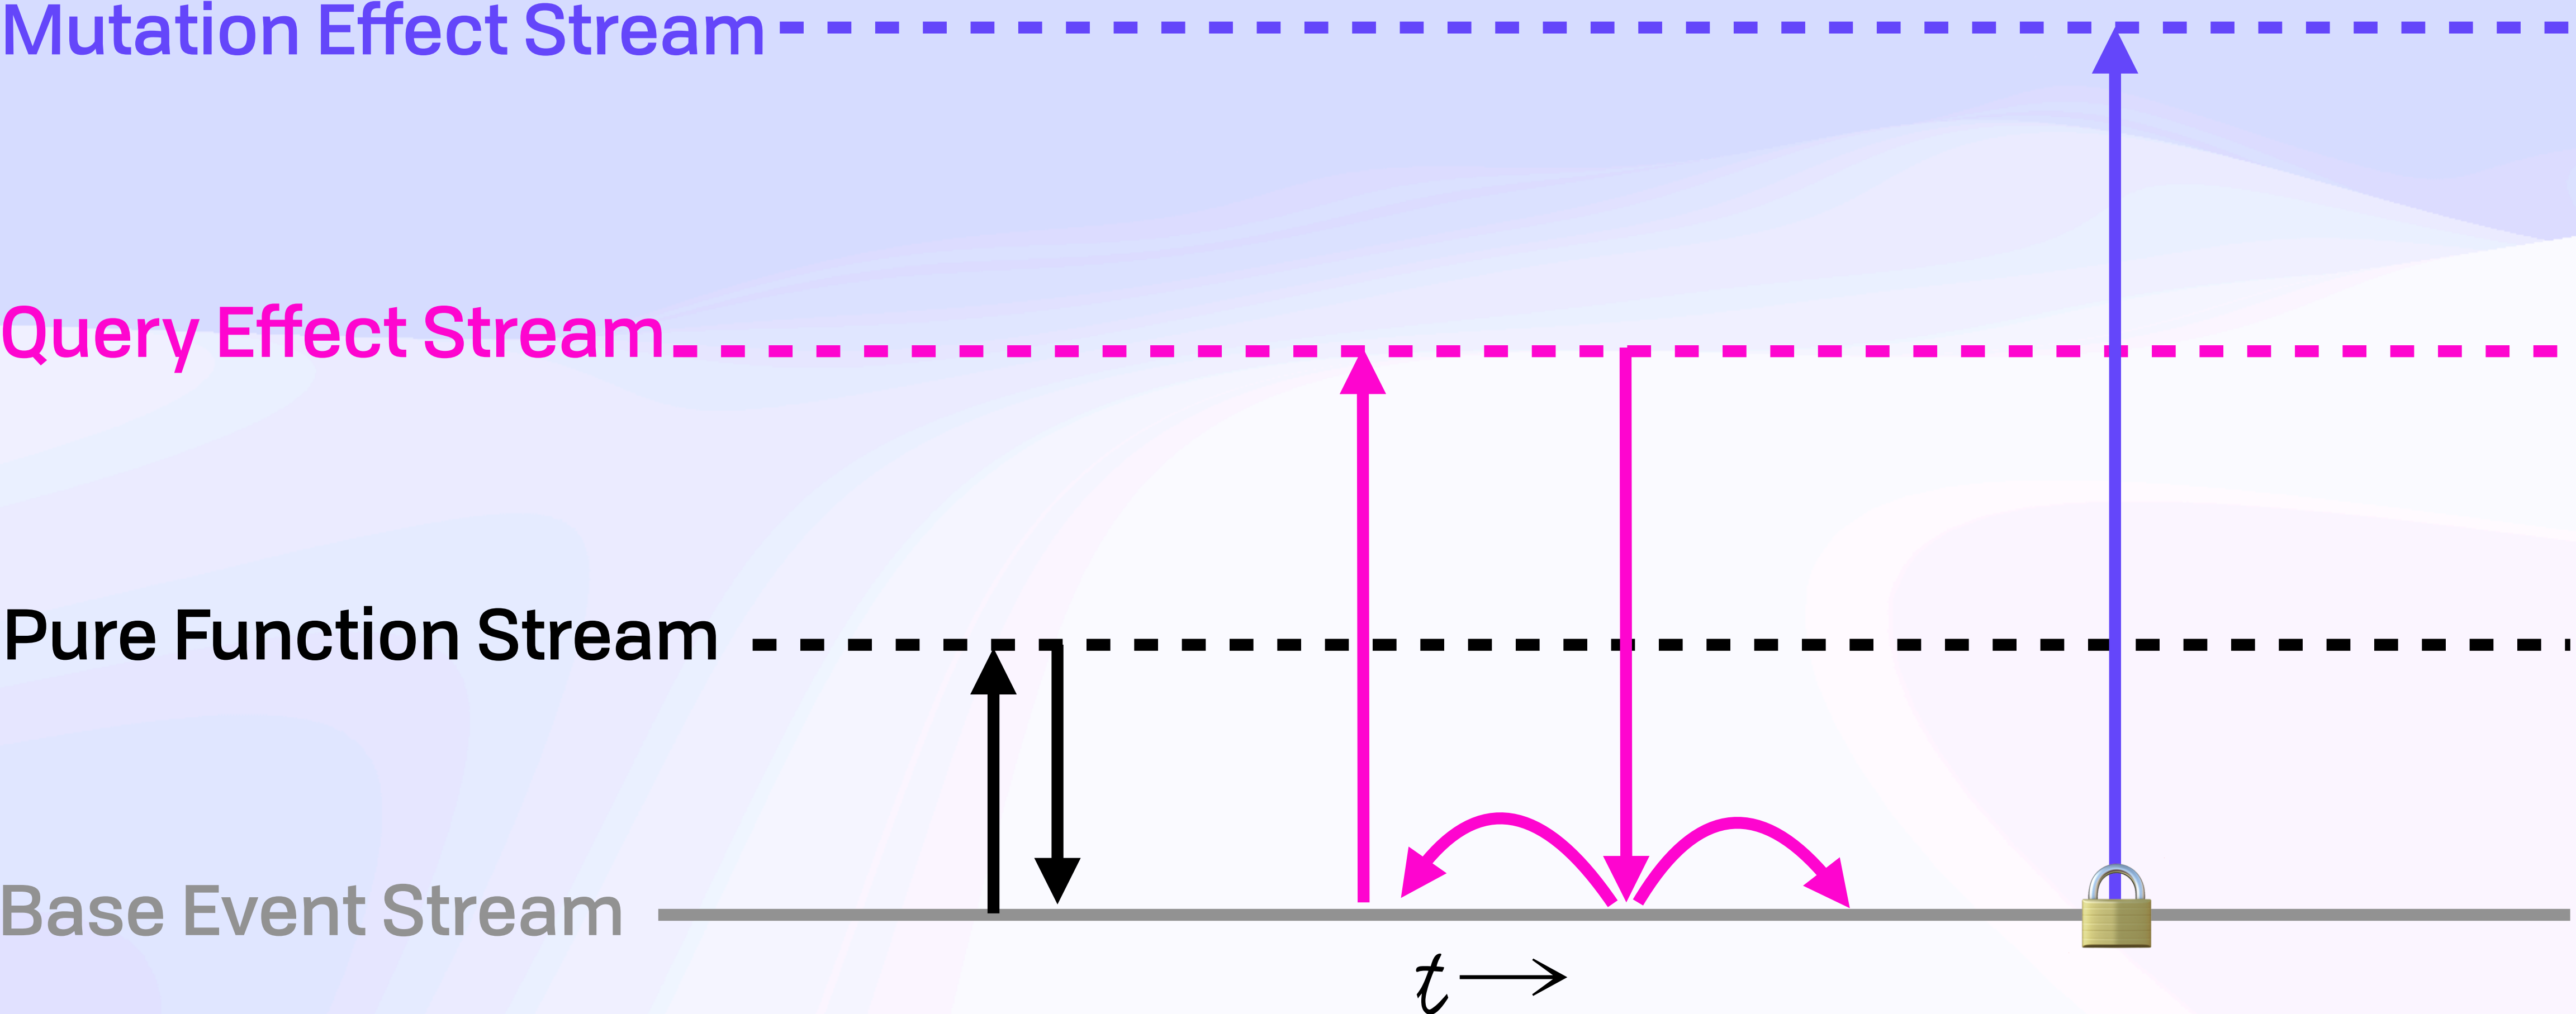 Mutation Effect Stream
Query Effect Stream
Pure Function Stream
Base Event Stream
t